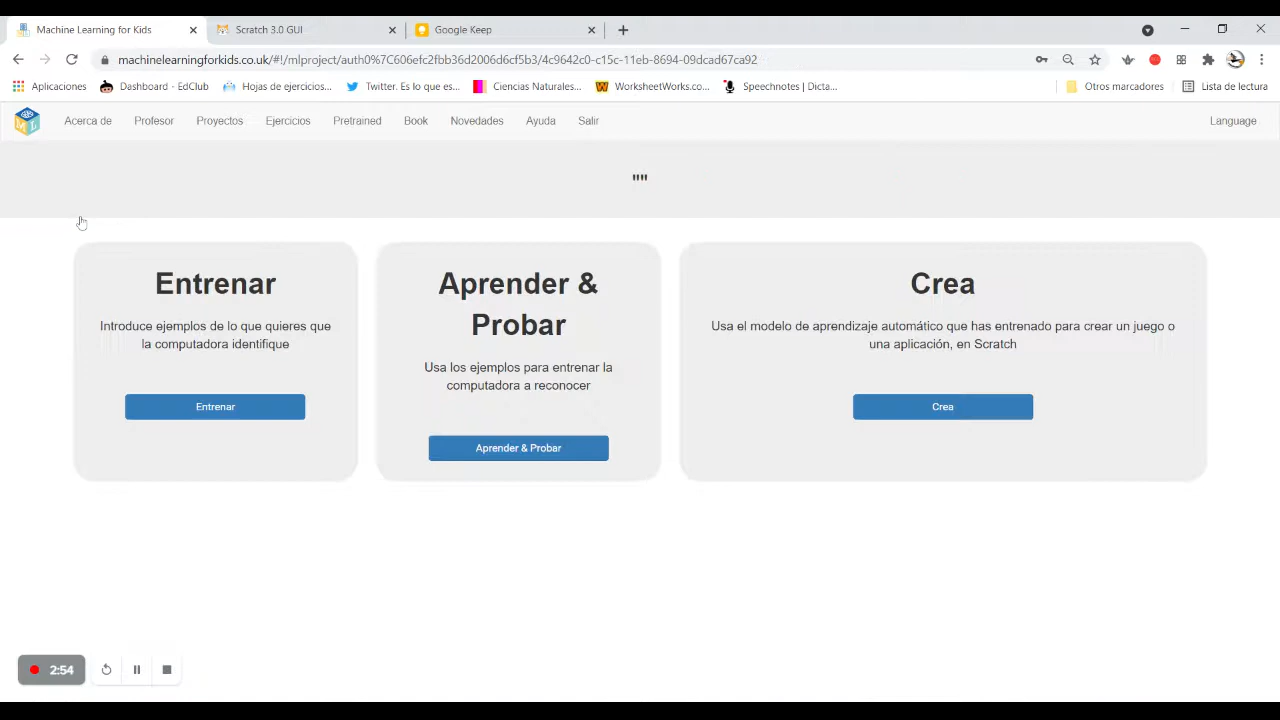 Machine Learning for Kids
Scratch 3.0 GUI
Google Keep
machinelearningforkids.co.uk/#!/mlproject/auth0%7C606efc2fbb56d2006d6cf5b3/4c9642c0-c15c-11eb-8694-09dcad67ca92
Aplicaciones
Dashboard - EdClub
Hojas de ejercicios...
Twitter. Es lo que es...
Ciencias Naturales...
WorksheetWorks.co...
Speechnotes | Dicta...
Otros marcadores
Lista de lectura
Acerca de
Profesor
Proyectos
Ejercicios
Pretrained
Book
Novedades
Ayuda
Salir
Language
""
Entrenar
Introduce ejemplos de lo que quieres que
la computadora identifique
Entrenar
Aprender &
Probar
Usa los ejemplos para entrenar la
computadora a reconocer
Aprender & Probar
Crea
Usa el modelo de aprendizaje automático que has entrenado para crear un juego o
una aplicación, en Scratch
Crea
2:54